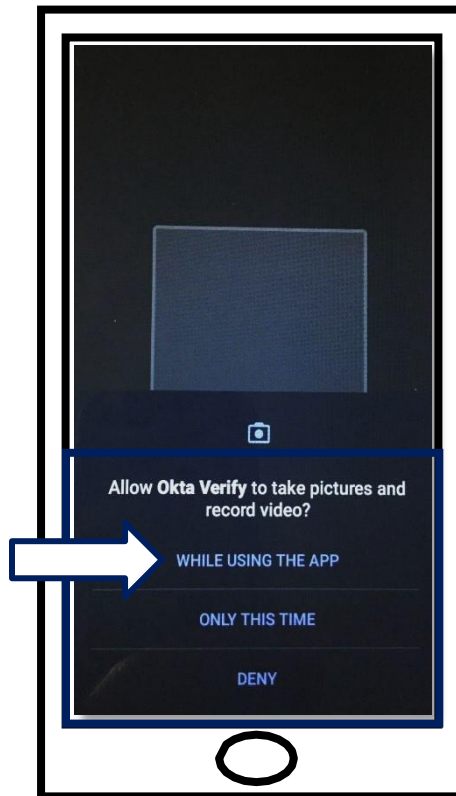 Allow Okta Verify to take pictures and
record video?
WHILE USING THE APP
ONLY THIS TIME
DENY